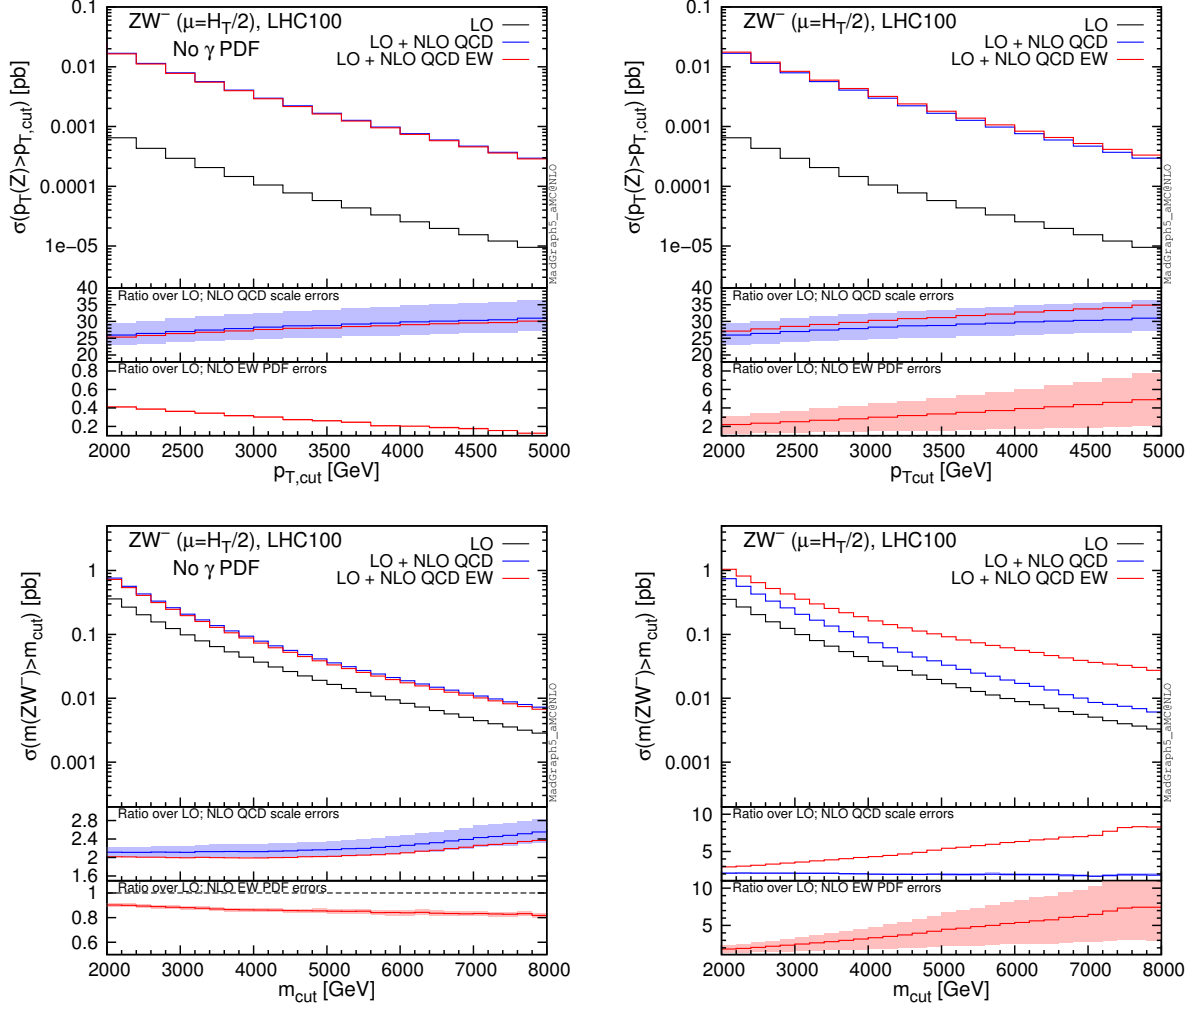 ZW⁻ (μ=H_T/2), LHC100
No γ PDF
LO
LO + NLO QCD
LO + NLO QCD EW
σ(p_T(Z)>p_T,cut) [pb]
0.1
0.01
0.001
0.0001
1e-05
MadGraph5_aMC@NLO
Ratio over LO; NLO QCD scale errors
40
35
30
25
20
Ratio over LO; NLO EW PDF errors
0.8
0.6
0.4
0.2
2000 2500 3000 3500 4000 4500 5000
p_T,cut [GeV]
ZW⁻ (μ=H_T/2), LHC100
LO
LO + NLO QCD
LO + NLO QCD EW
σ(p_T(Z)>p_T,cut) [pb]
0.1
0.01
0.001
0.0001
1e-05
MadGraph5_aMC@NLO
Ratio over LO; NLO QCD scale errors
40
35
30
25
20
Ratio over LO; NLO EW PDF errors
8
6
4
2
2000 2500 3000 3500 4000 4500 5000
p_Tcut [GeV]
ZW⁻ (μ=H_T/2), LHC100
No γ PDF
LO
LO + NLO QCD
LO + NLO QCD EW
σ(m(ZW⁻)>m_cut) [pb]
1
0.1
0.01
0.001
MadGraph5_aMC@NLO
Ratio over LO; NLO QCD scale errors
2.8
2.4
2
1.6
Ratio over LO; NLO EW PDF errors
1
0.8
0.6
2000 3000 4000 5000 6000 7000 8000
m_cut [GeV]
ZW⁻ (μ=H_T/2), LHC100
LO
LO + NLO QCD
LO + NLO QCD EW
σ(m(ZW⁻)>m_cut) [pb]
1
0.1
0.01
0.001
MadGraph5_aMC@NLO
Ratio over LO; NLO QCD scale errors
10
5
Ratio over LO; NLO EW PDF errors
10
5
2000 3000 4000 5000 6000 7000 8000
m_cut [GeV]